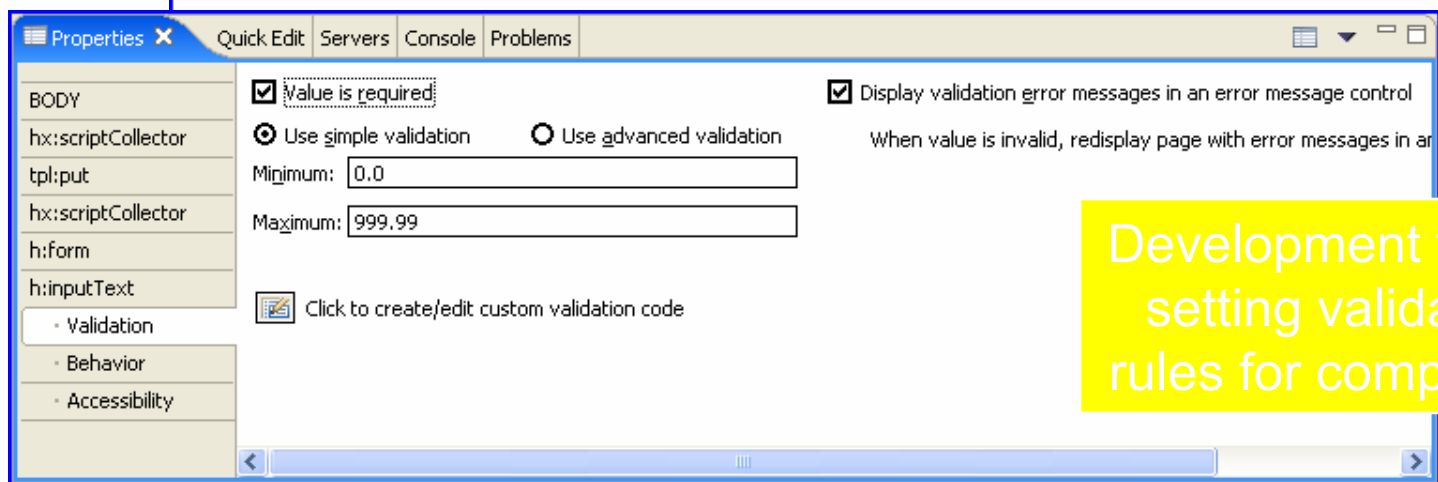 Properties Quick Edit Servers Console Problems
BODY
hx:scriptCollector
tpl:put
hx:scriptCollector
h:form
h:inputText
Validation
Behavior
Accessibility
Value is required
Use simple validation Use advanced validation
Minimum: 0.0
Maximum: 999.99
Click to create/edit custom validation code
Display validation error messages in an error message control
When value is invalid, redisplay page with error messages in
Development
setting
rules for